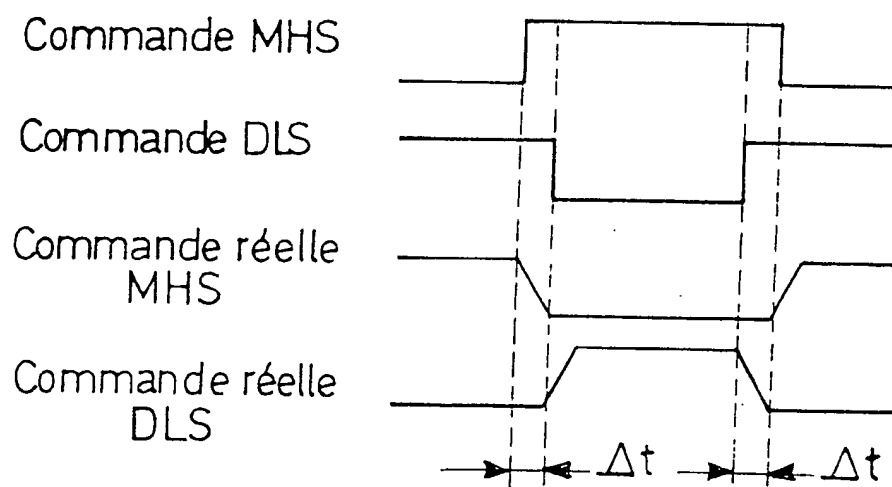 Commande MHS
Commande DLS
Commande réelle
MHS
Commande réelle
DLS
Δt
Δt